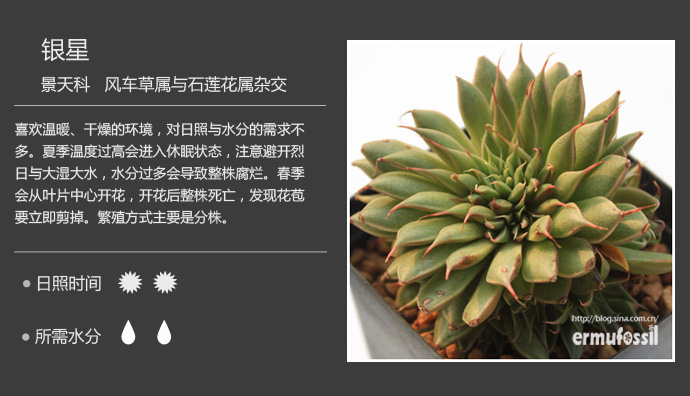 银星
景天科 风车草属与石莲花属杂交
喜欢温暖、干燥的环境，对日照与水分的需求不
多。夏季温度过高会进入休眠状态，注意避开烈
日与大湿大水，水分过多会导致整株腐烂。春季
会从叶片中心开花，开花后整株死亡，发现花苞
要立即剪掉。繁殖方式主要是分株。
日照时间
所需水分
http://blog.sina.com.cn/
ermufossil